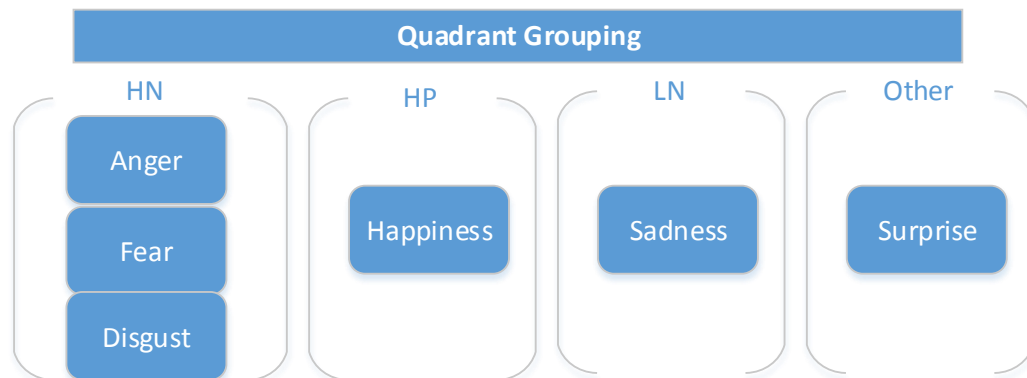 Quadrant Grouping
HN
HP
LN
Other
Anger
Fear
Disgust
Happiness
Sadness
Surprise